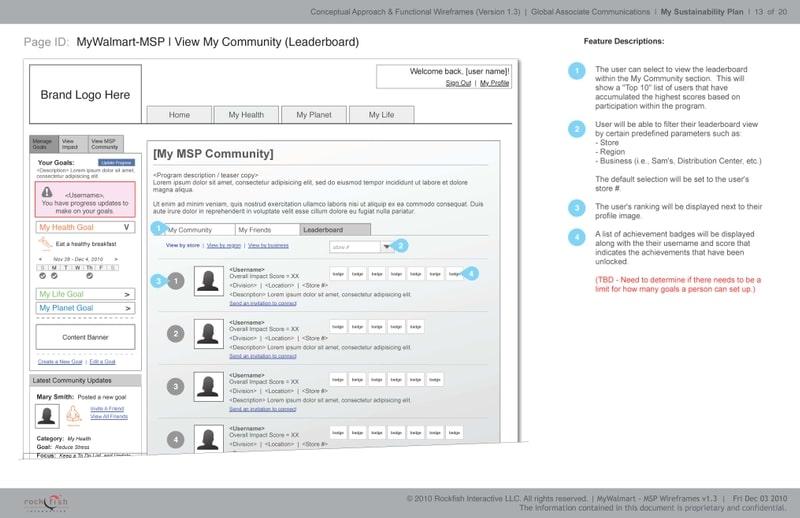 Conceptual Approach & Functional Wireframes (Version 1.3) | Global Associate Communications | My Sustainability Plan | 13 of 20
Page ID: MyWalmart-MSP | View My Community (Leaderboard)
Brand Logo Here
Welcome back, [user name]!
Sign Out | My Profile
Home My Health My Planet My Life
Manage Goals View Impact View MSP Community
Your Goals: Update Progress
<Description> Lorem ipsum dolor sit amet, consectetur adipisicing elit.
<Username>,
You have progress updates to
make on your goals.
My Health Goal V
Eat a healthy breakfast
< Nov 28 - Dec 4, 2010 >
S M T W Th F S
My Life Goal >
My Planet Goal >
Content Banner
Create a New Goal | Edit a Goal
Latest Community Updates
Mary Smith: Posted a new goal
Invite A Friend
View All Friends
Category: My Health
Goal: Reduce Stress
Focus: Keep a To Do List, and Update
[My MSP Community]
<Program description / teaser copy>
Lorem ipsum dolor sit amet, consectetur adipisicing elit, sed do eiusmod tempor incididunt ut labore et dolore
magna aliqua.
Ut enim ad minim veniam, quis nostrud exercitation ullamco laboris nisi ut aliquip ex ea commodo consequat. Duis
aute irure dolor in reprehenderit in voluptate velit esse cillum dolore eu fugiat nulla pariatur.
1 My Community My Friends Leaderboard
View by store | View by region | View by business store # 2
3 1 <Username>
Overall Impact Score = XX
<Division> | <Location> | <Store #>
<Description> Lorem ipsum dolor sit amet, consectetur adipisicing elit.
Send an invitation to connect
badge badge badge badge badge badge badge 4
2 <Username>
Overall Impact Score = XX
<Division> | <Location> | <Store #>
<Description> Lorem ipsum dolor sit amet, consectetur adipisicing elit.
Send an invitation to connect
badge badge badge badge badge
3 <Username>
Overall Impact Score = XX
<Division> | <Location> | <Store #>
<Description> Lorem ipsum dolor sit amet, consectetur adipisicing elit.
Send an invitation to connect
badge badge badge badge badge badge
4 <Username>
Overall Impact Score = XX
<Division> | <Location> | <Store #>
badge badge badge badge badge badge badge
Feature Descriptions:
1 The user can select to view the leaderboard
within the My Community section. This will
show a "Top 10" list of users that have
accumulated the highest scores based on
participation within the program.
2 User will be able to filter their leaderboard view
by certain predefined parameters such as:
- Store
- Region
- Business (i.e., Sam's, Distribution Center, etc.)
The default selection will be set to the user's
store #.
3 The user's ranking will be displayed next to their
profile image.
4 A list of achievement badges will be displayed
along with the their username and score that
indicates the achievements that have been
unlocked.
(TBD - Need to determine if there needs to be a
limit for how many goals a person can set up.)
rockfish
INTERACTIVE
© 2010 Rockfish Interactive LLC. All rights reserved. | MyWalmart - MSP Wireframes v1.3 | Fri Dec 03 2010
The information contained in this document is proprietary and confidential.